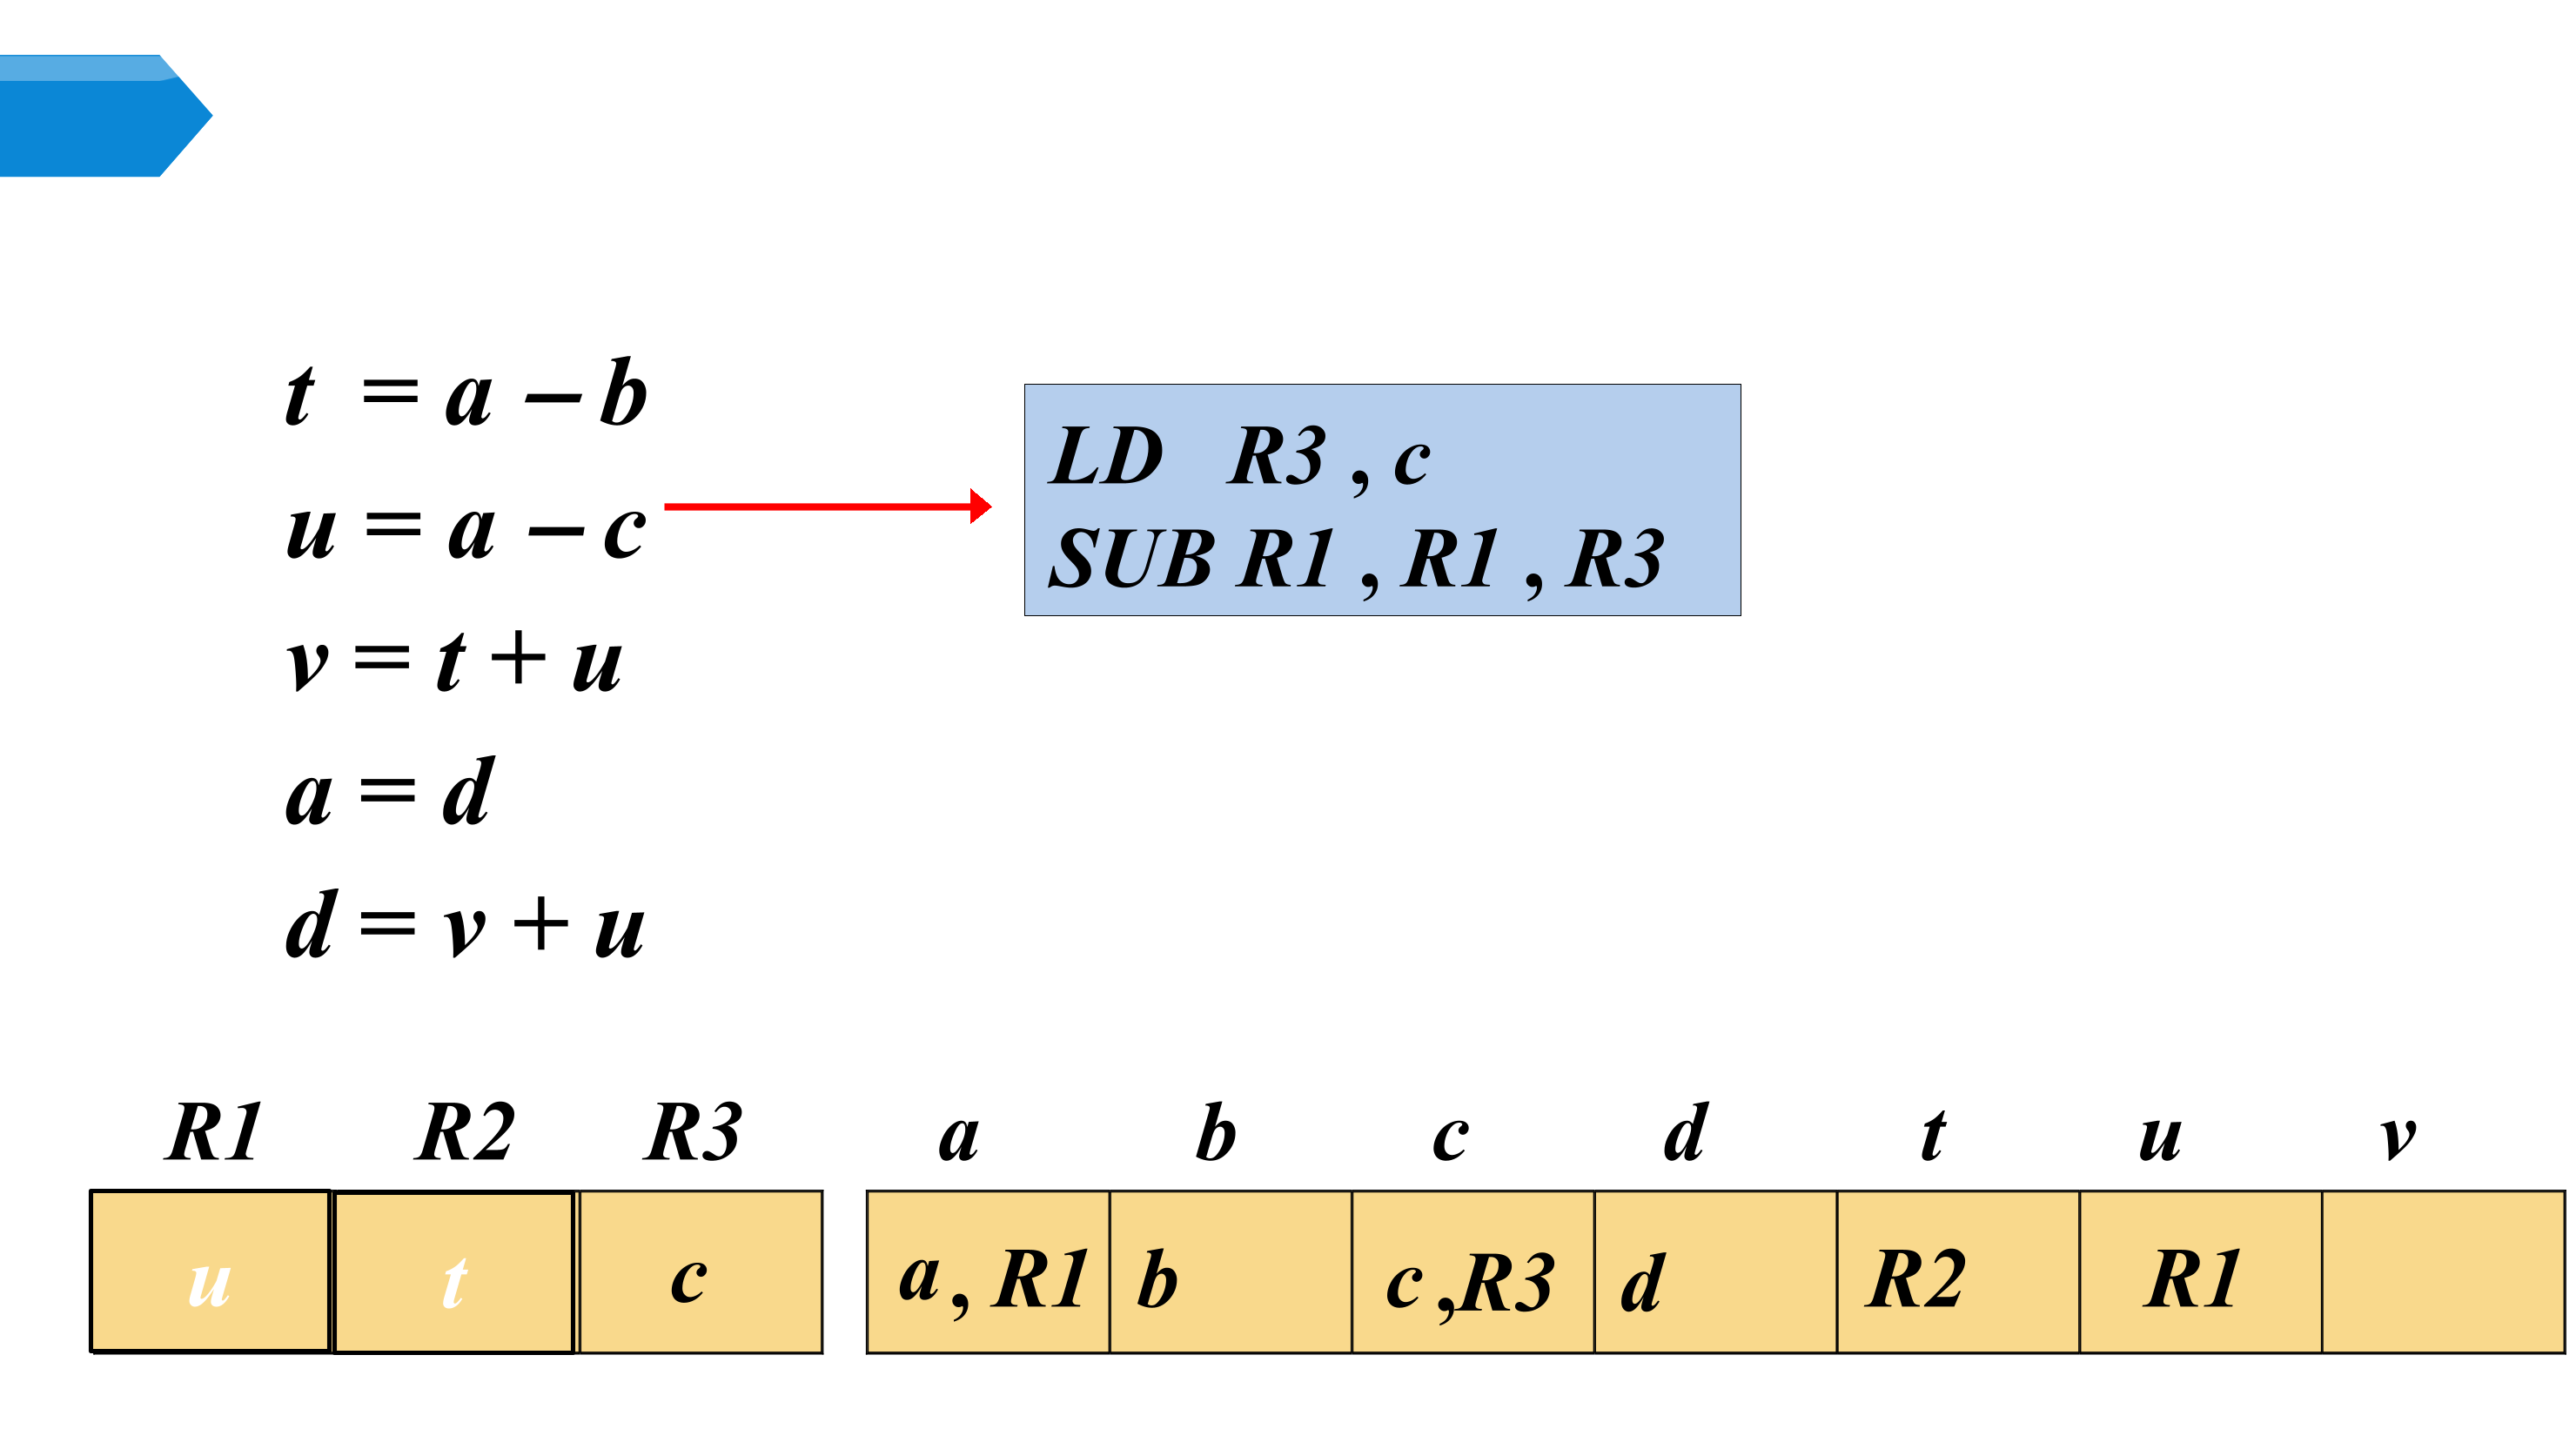 t = a – b
u = a – c
v = t + u
a = d
d = v + u
LD R3 , c
SUB R1 , R1 , R3
R1 R2 R3 a b c d t u v
u t c a , R1 b c ,R3 d R2 R1